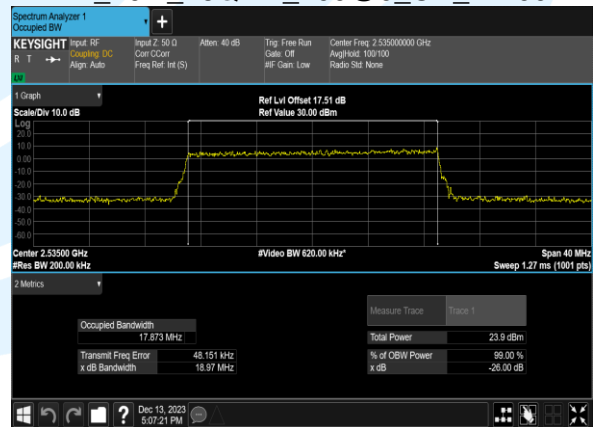 Spectrum Analyzer 1
Occupied BW
KEYSIGHT Input: RF Input Z: 50 Ω Atten: 40 dB Trig: Free Run Center Freq: 2.535000000 GHz
R T Coupling: DC Corr CCorr Gate: Off Avg|Hold: 100/100
Align: Auto Freq Ref: Int (S) #IF Gain: Low Radio Std: None
1 Graph
Ref Lvl Offset 17.51 dB
Scale/Div 10.0 dB Ref Value 30.00 dBm
Log
20.0
10.0
0.00
-10.0
-20.0
-30.0
-40.0
-50.0
-60.0
Center 2.53500 GHz #Video BW 620.00 kHz* Span 40 MHz
#Res BW 200.00 kHz Sweep 1.27 ms (1001 pts)
2 Metrics
Measure Trace Trace 1
Occupied Bandwidth
17.873 MHz Total Power 23.9 dBm
Transmit Freq Error 48.151 kHz % of OBW Power 99.00 %
x dB Bandwidth 18.97 MHz x dB -26.00 dB
? Dec 13, 2023
5:07:21 PM